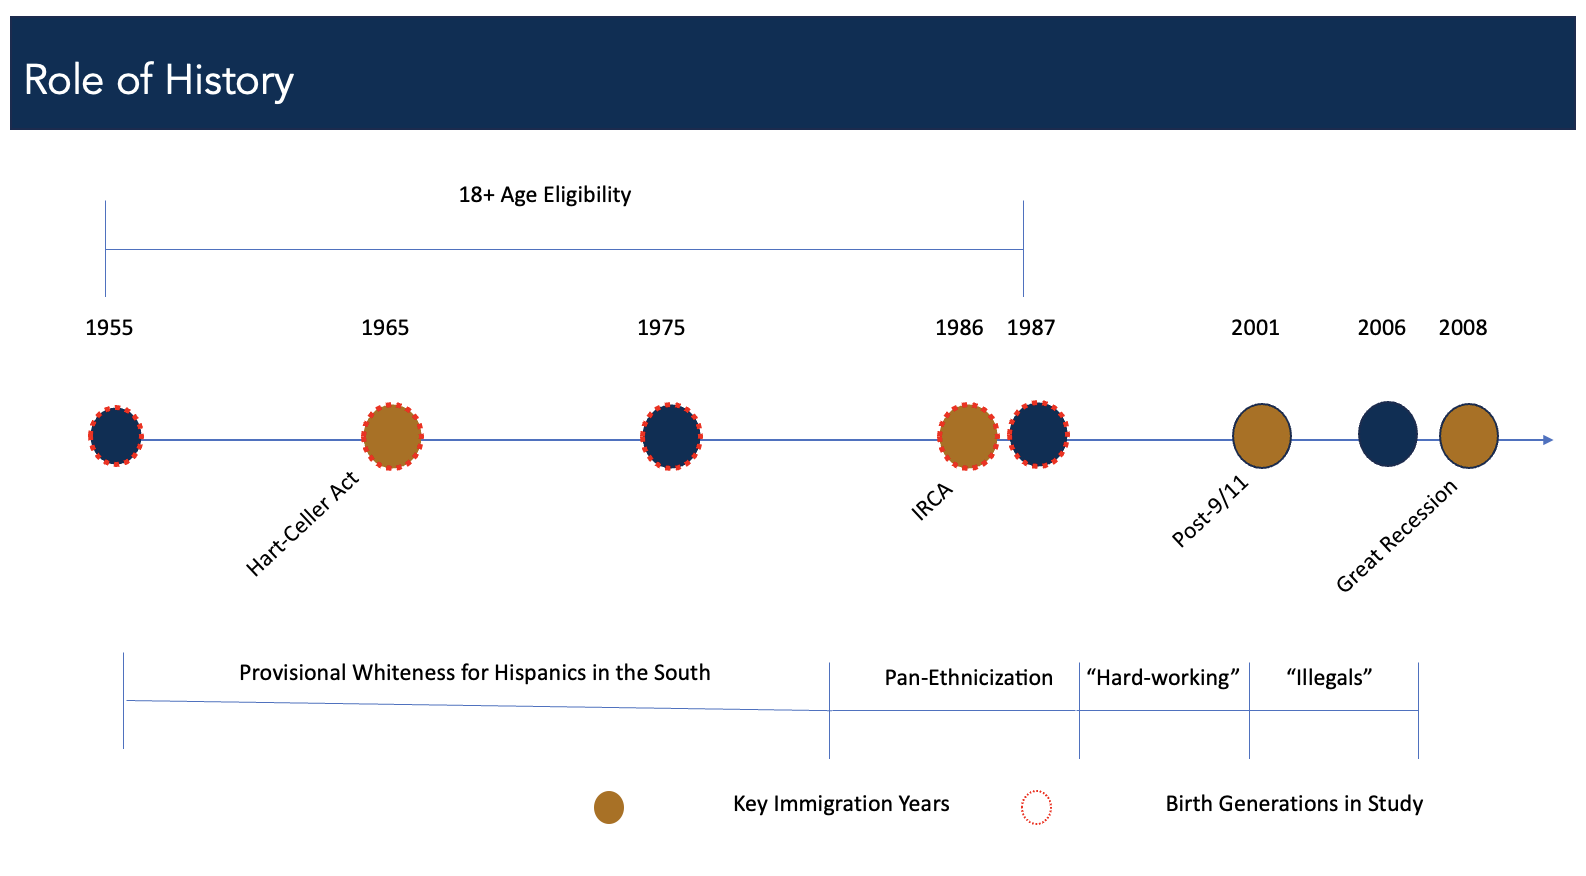 Role of History
18+ Age Eligibility
1955
1965
1975
1986
1987
2001
2006
2008
Hart-Celler Act
IRCA
Post-9/11
Great Recession
Provisional Whiteness for Hispanics in the South
Pan-Ethnicization
“Hard-working”
“Illegals”
Key Immigration Years
Birth Generations in Study